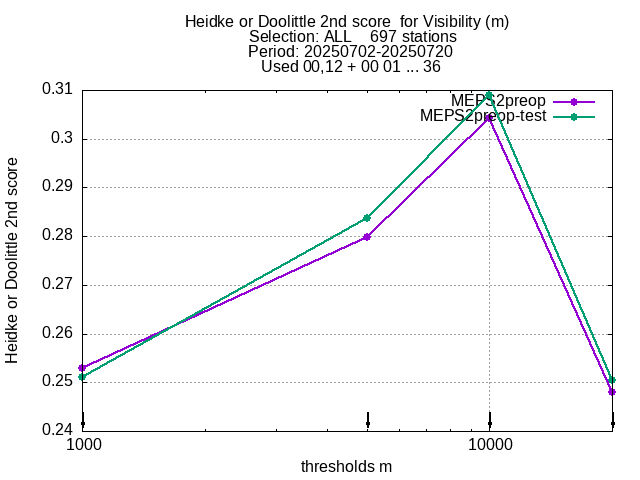 Heidke or Doolittle 2nd score  for Visibility (m)
Selection: ALL    697 stations
Period: 20250702-20250720
Used 00,12 + 00 01 ... 36
MEPS2preop
MEPS2preop-test
0.31
0.3
0.29
0.28
0.27
0.26
0.25
0.24
Heidke or Doolittle 2nd score
1000
10000
thresholds m